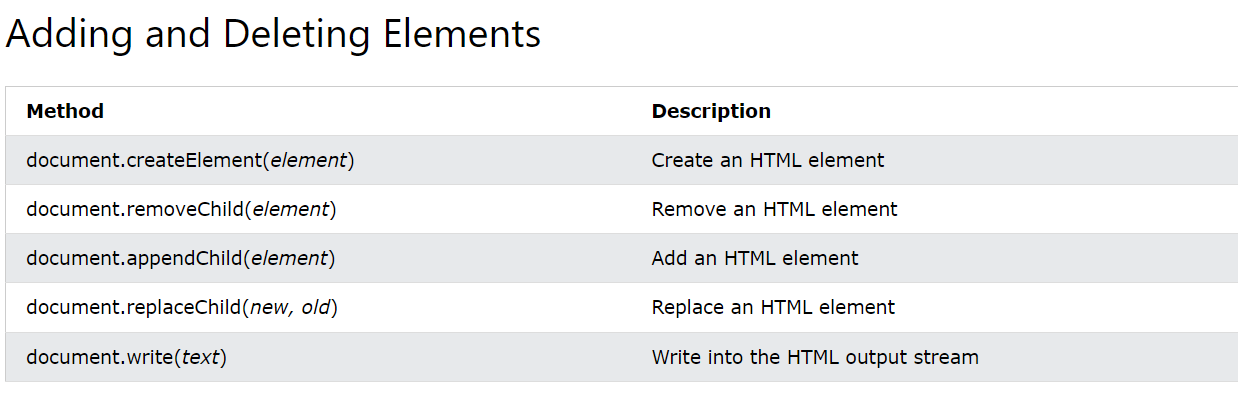 Adding and Deleting Elements
Method Description
document.createElement(element) Create an HTML element
document.removeChild(element) Remove an HTML element
document.appendChild(element) Add an HTML element
document.replaceChild(new, old) Replace an HTML element
document.write(text) Write into the HTML output stream